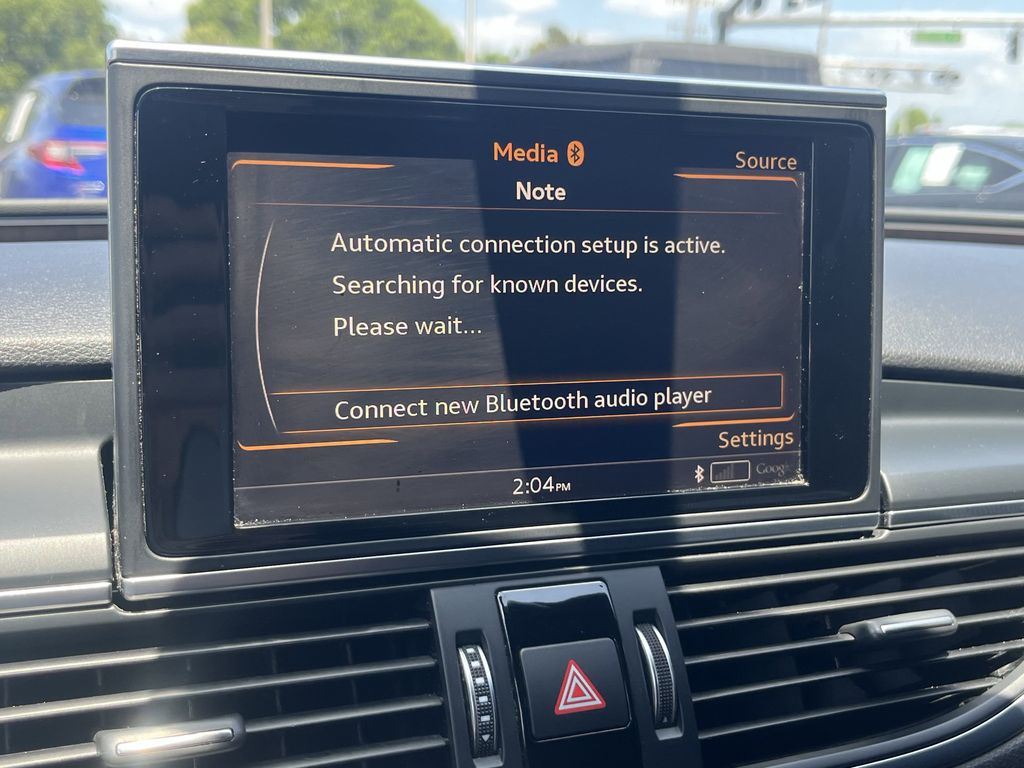 Media
Source
Note
Automatic connection setup is active.
Searching for known devices.
Please wait...
Connect new Bluetooth audio player
Settings
2:04PM
Google